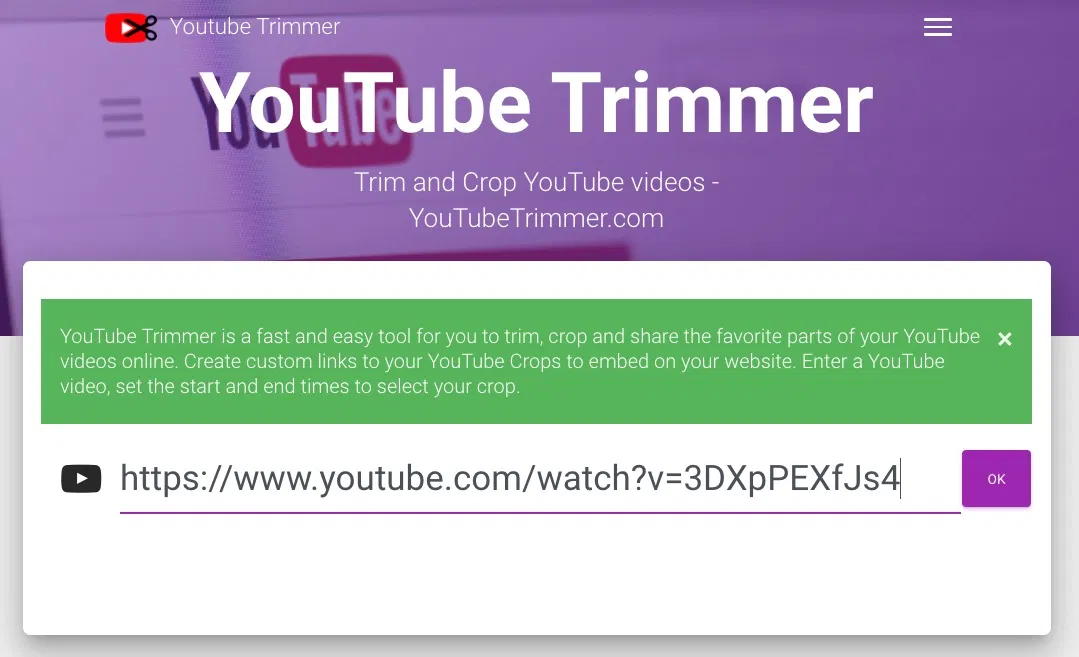 Youtube Trimmer
YouTube
YouTube Trimmer
Trim and Crop YouTube videos -
YouTubeTrimmer.com
YouTube Trimmer is a fast and easy tool for you to trim, crop and share the favorite parts of your YouTube
videos online. Create custom links to your YouTube Crops to embed on your website. Enter a YouTube
video, set the start and end times to select your crop.
https://www.youtube.com/watch?v=3DXpPEXfJs4
OK